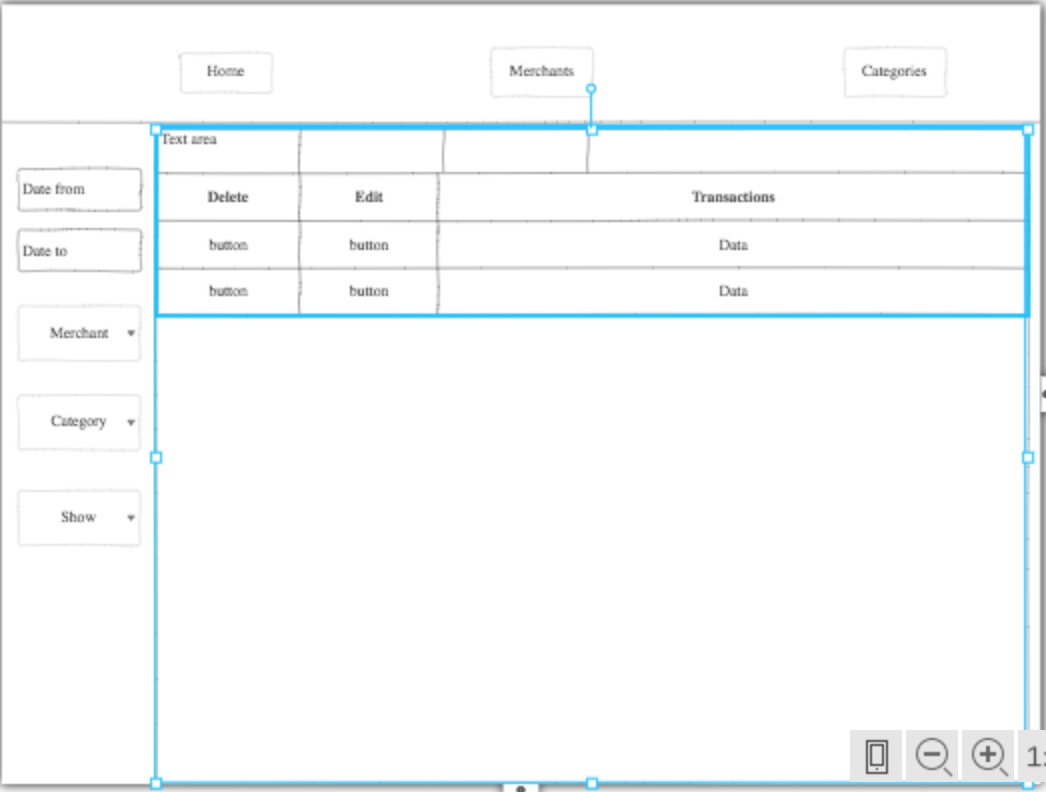 Home
Merchants
Categories
Text area
Date from
Delete Edit Transactions
Date to
button button Data
button button Data
Merchant
Category
Show